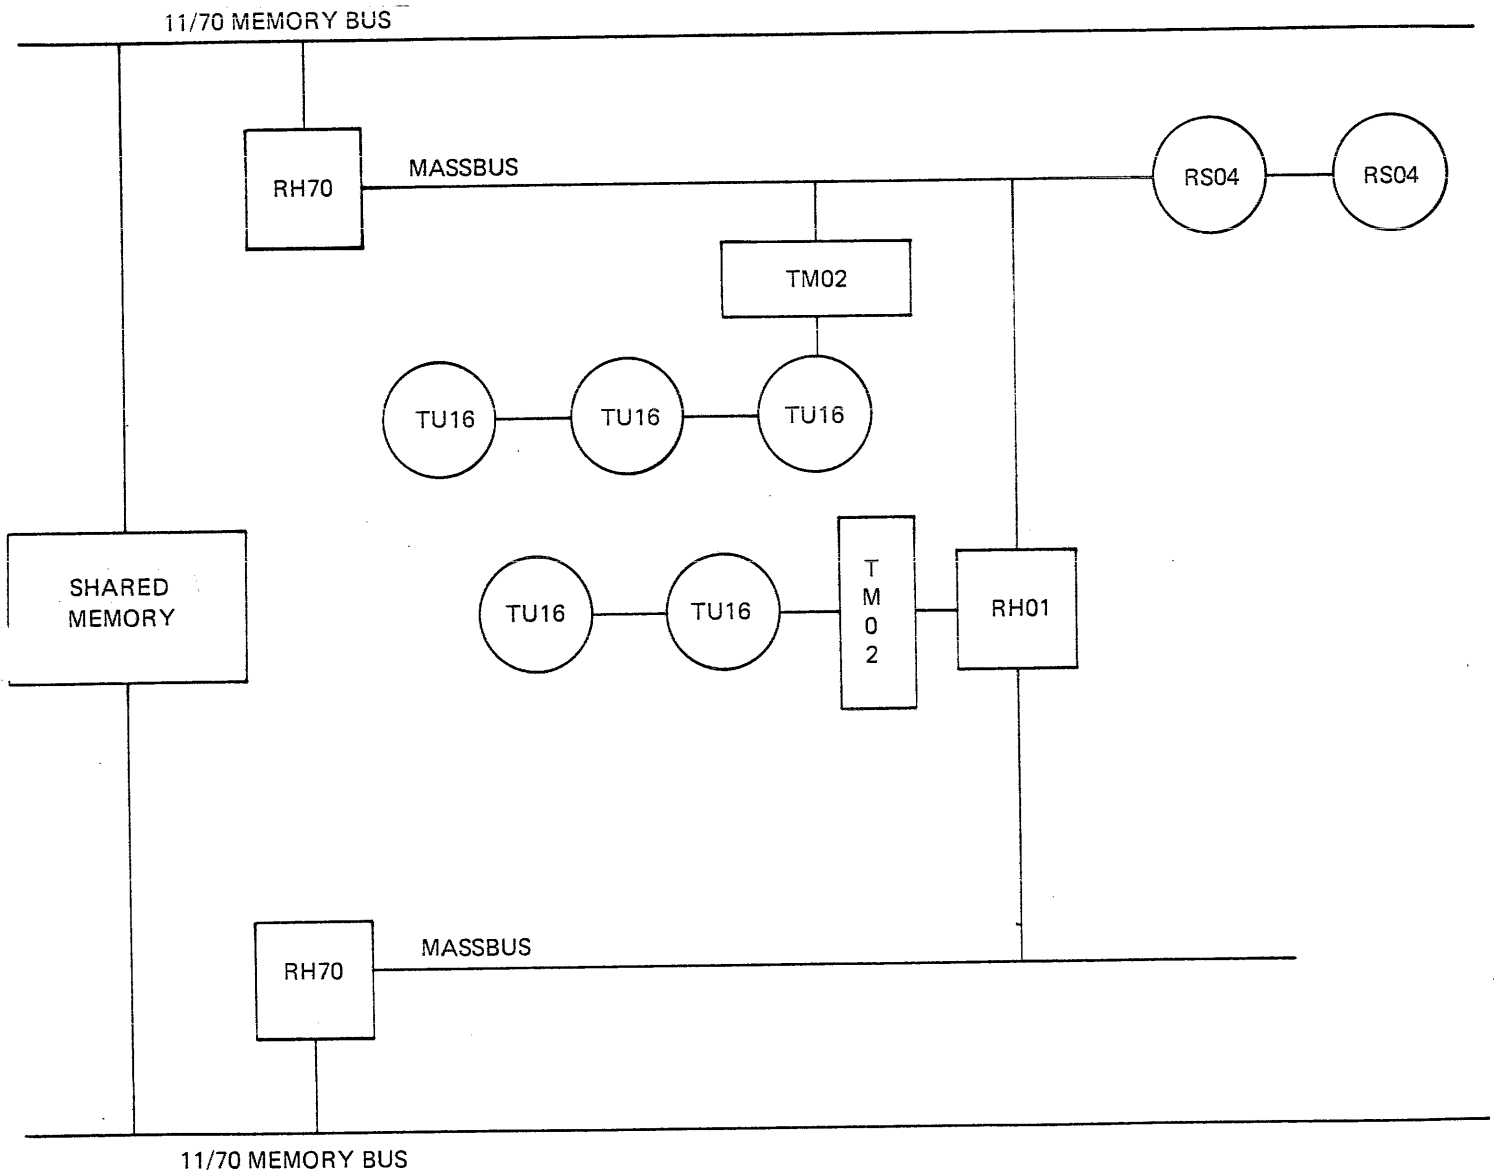 11/70 MEMORY BUS
RH70
MASSBUS
RS04
RS04
TM02
TU16
TU16
TU16
SHARED
MEMORY
TU16
TU16
T
M
0
2
RH01
RH70
MASSBUS
11/70 MEMORY BUS